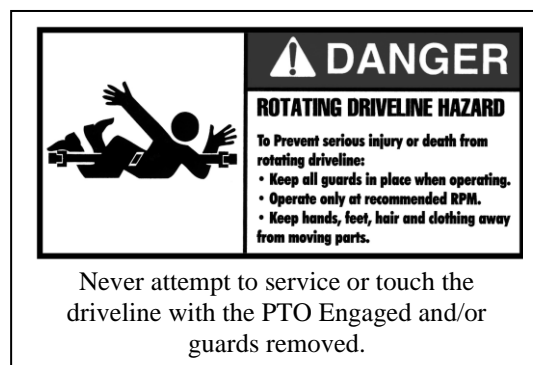 DANGER
ROTATING DRIVELINE HAZARD
To Prevent serious injury or death from
rotating driveline:
• Keep all guards in place when operating.
• Operate only at recommended RPM.
• Keep hands, feet, hair and clothing away
from moving parts.
Never attempt to service or touch the
driveline with the PTO Engaged and/or
guards removed.